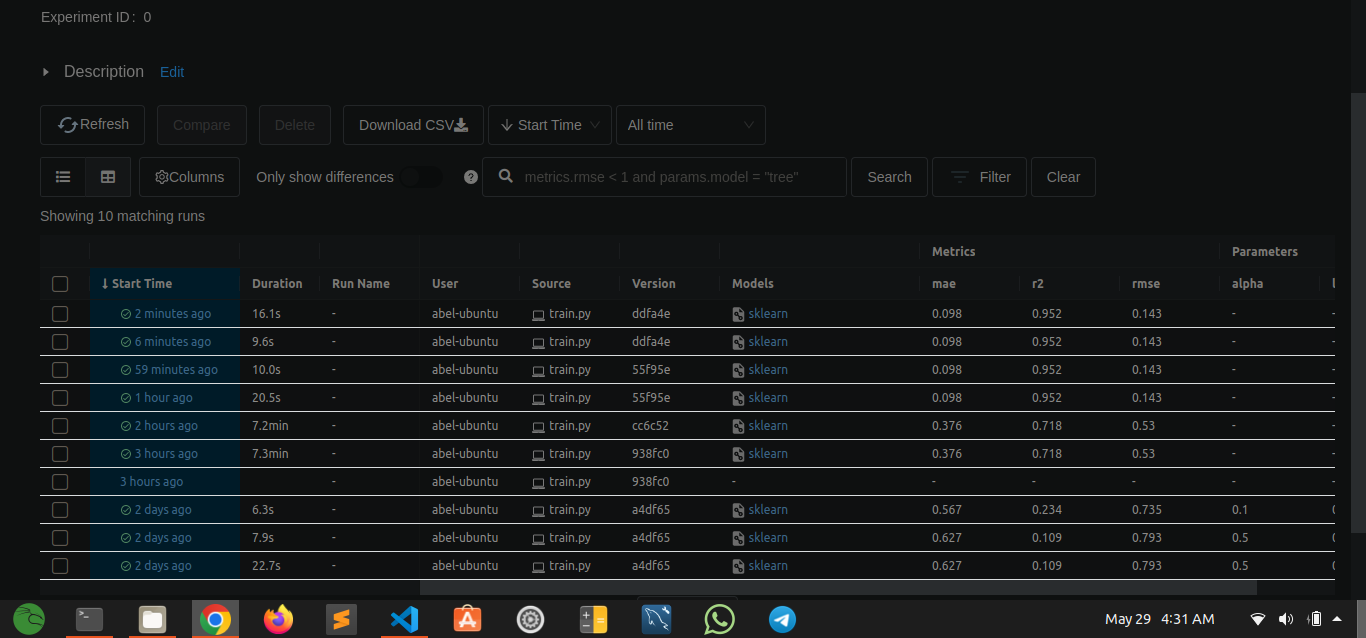 Experiment ID: 0
Description Edit
Refresh Compare Delete Download CSV Start Time All time
Columns Only show differences ? metrics.rmse < 1 and params.model = "tree" Search Filter Clear
Showing 10 matching runs
Metrics Parameters
Start Time Duration Run Name User Source Version Models mae r2 rmse alpha l
2 minutes ago 16.1s - abel-ubuntu train.py ddfa4e sklearn 0.098 0.952 0.143 - -
6 minutes ago 9.6s - abel-ubuntu train.py ddfa4e sklearn 0.098 0.952 0.143 - -
59 minutes ago 10.0s - abel-ubuntu train.py 55f95e sklearn 0.098 0.952 0.143 - -
1 hour ago 20.5s - abel-ubuntu train.py 55f95e sklearn 0.098 0.952 0.143 - -
2 hours ago 7.2min - abel-ubuntu train.py cc6c52 sklearn 0.376 0.718 0.53 - -
3 hours ago 7.3min - abel-ubuntu train.py 938fc0 sklearn 0.376 0.718 0.53 - -
3 hours ago - abel-ubuntu train.py 938fc0 - - - - - -
2 days ago 6.3s - abel-ubuntu train.py a4df65 sklearn 0.567 0.234 0.735 0.1
2 days ago 7.9s - abel-ubuntu train.py a4df65 sklearn 0.627 0.109 0.793 0.5
2 days ago 22.7s - abel-ubuntu train.py a4df65 sklearn 0.627 0.109 0.793 0.5
May 29 4:31 AM